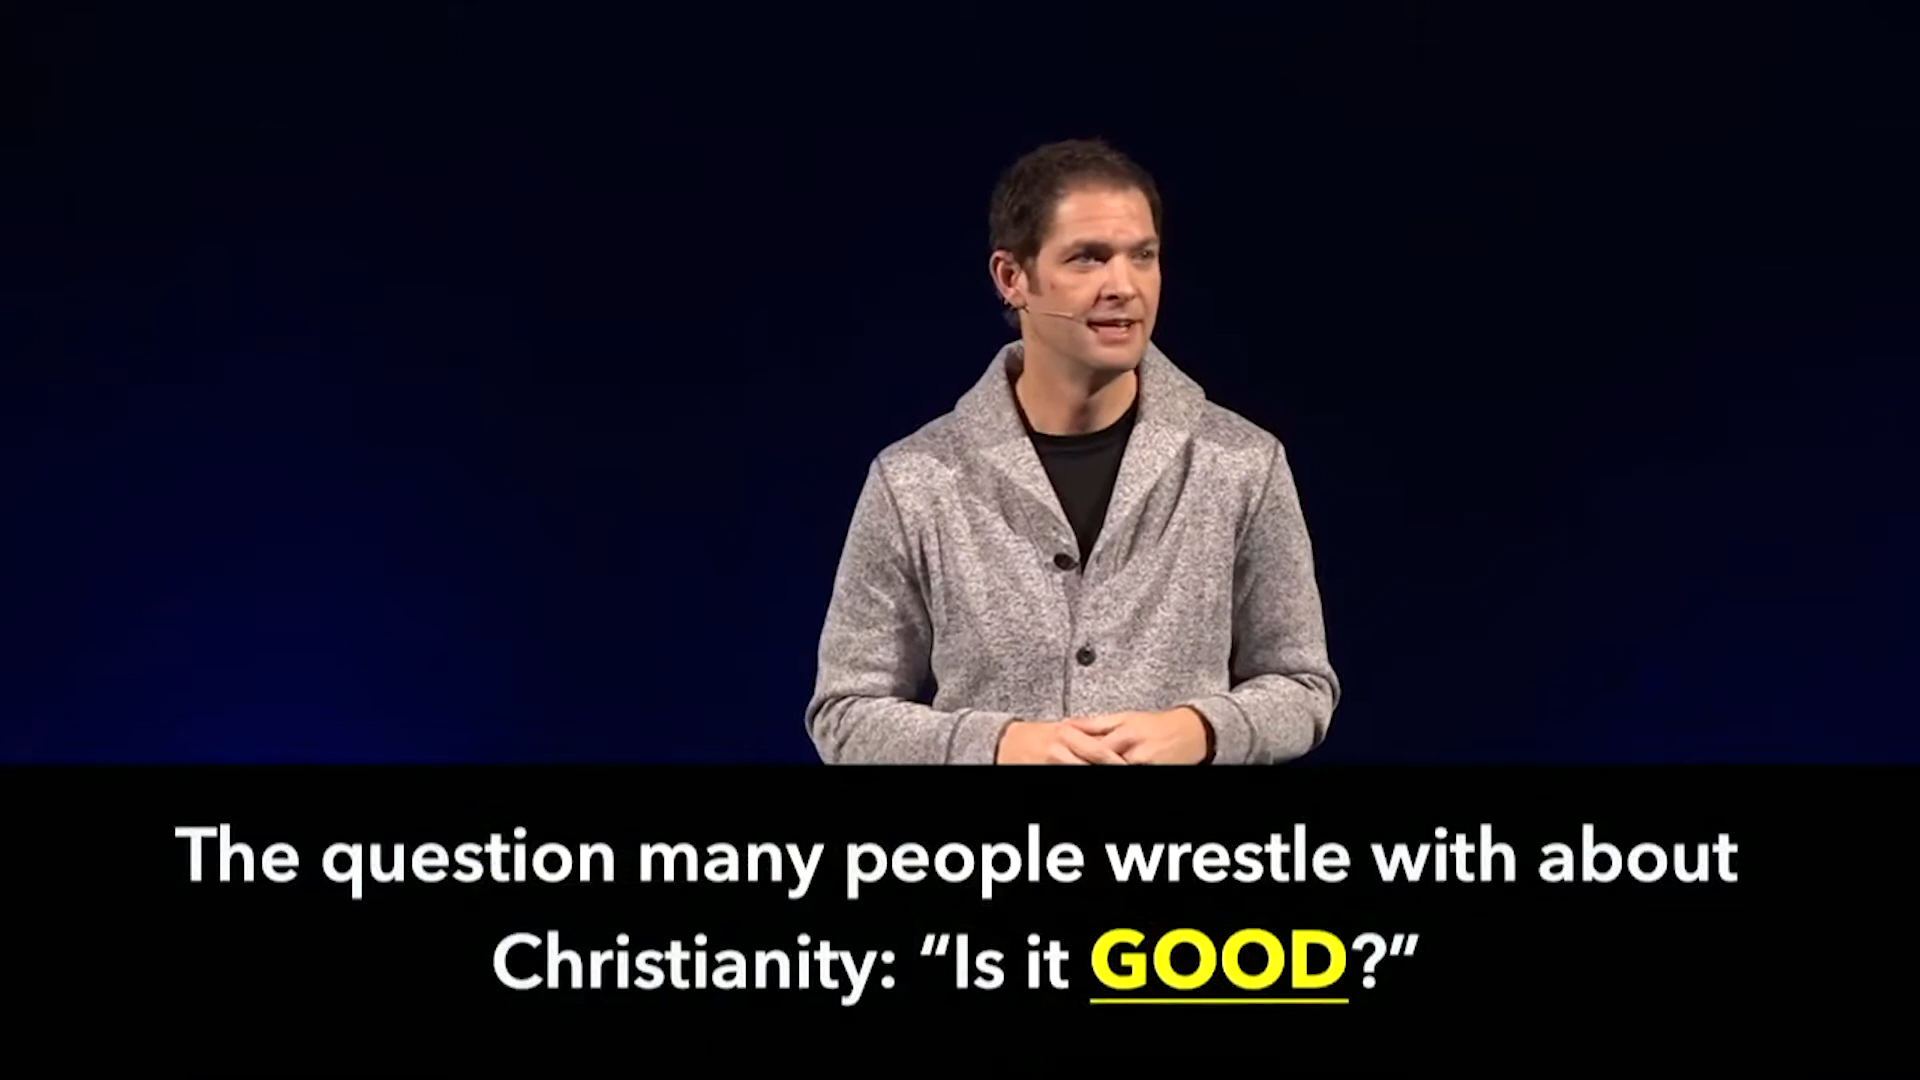 The question many people wrestle with about
Christianity: “Is it GOOD?”